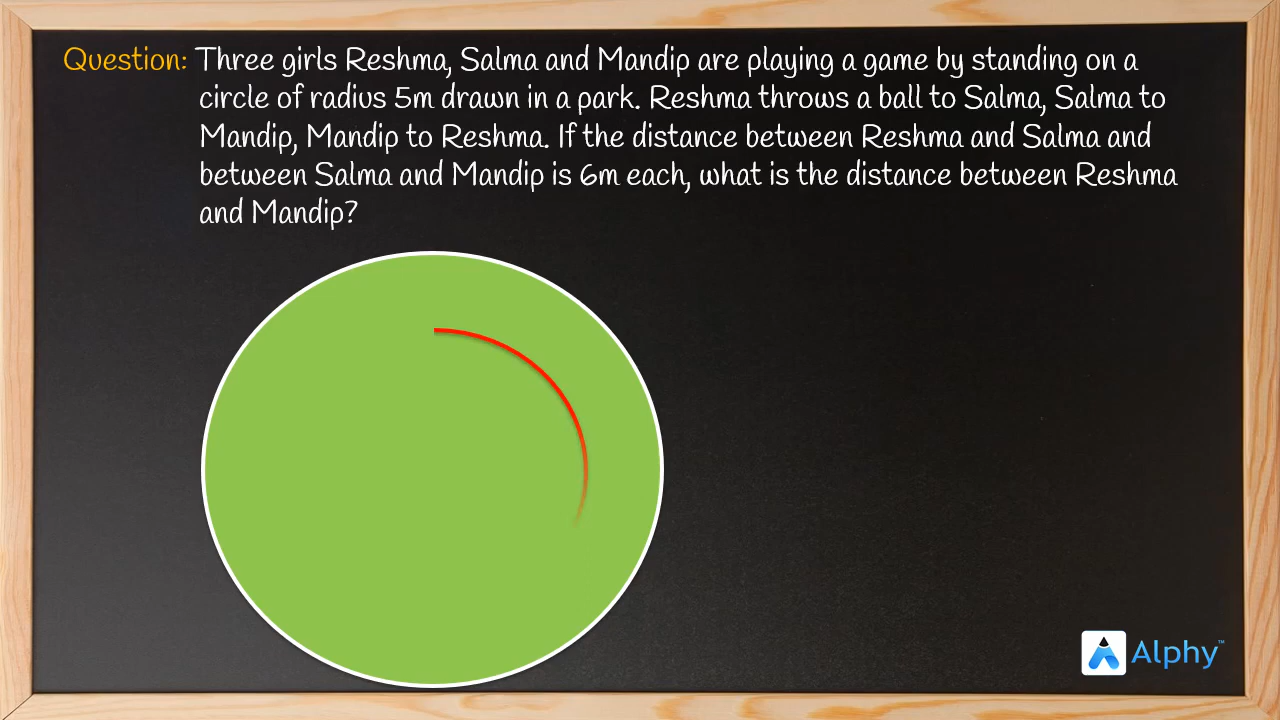 Question: Three girls Reshma, Salma and Mandip are playing a game by standing on a
circle of radius 5m drawn in a park. Reshma throws a ball to Salma, Salma to
Mandip, Mandip to Reshma. If the distance between Reshma and Salma and
between Salma and Mandip is 6m each, what is the distance between Reshma
and Mandip?
Alphy™